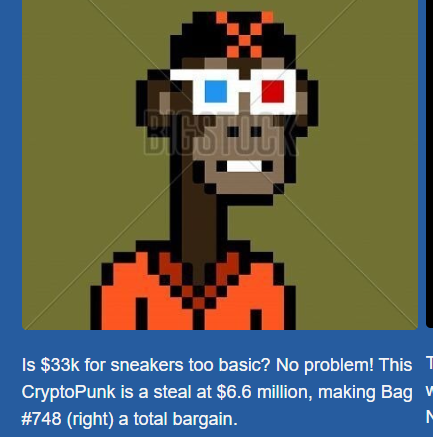 Is $33k for sneakers too basic? No problem! This
CryptoPunk is a steal at $6.6 million, making Bag
#748 (right) a total bargain.
T
w
N